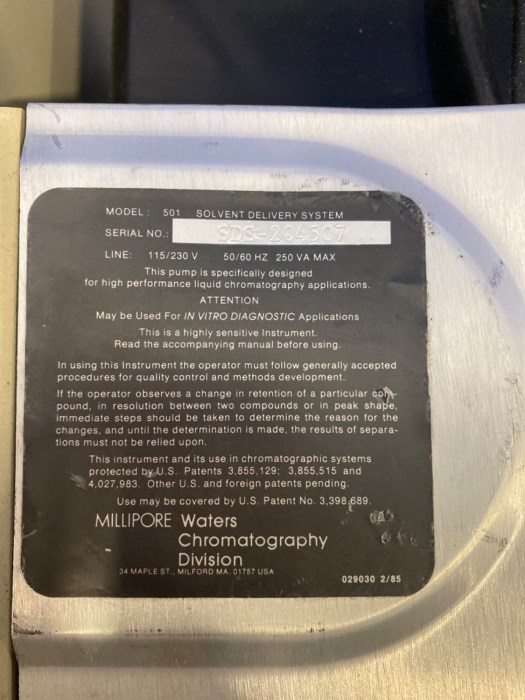 MODEL: 501 SOLVENT DELIVERY SYSTEM
SERIAL NO.: SDS-204507
LINE: 115/230 V 50/60 HZ 250 VA MAX
This pump is specifically designed
for high performance liquid chromatography applications.
ATTENTION
May be Used For IN VITRO DIAGNOSTIC Applications
This is a highly sensitive Instrument.
Read the accompanying manual before using.
In using this Instrument the operator must follow generally accepted
procedures for quality control and methods development.
If the operator observes a change in retention of a particular com-
pound, in resolution between two compounds or in peak shape,
immediate steps should be taken to determine the reason for the
changes, and until the determination is made, the results of separa-
tions must not be relied upon.
This instrument and its use in chromatographic systems
protected by U.S. Patents 3,855,129; 3,855,515 and
4,027,983. Other U.S. and foreign patents pending.
Use may be covered by U.S. Patent No. 3,398,689.
MILLIPORE Waters
Chromatography
Division
34 MAPLE ST., MILFORD MA. 01757 USA
029030 2/85